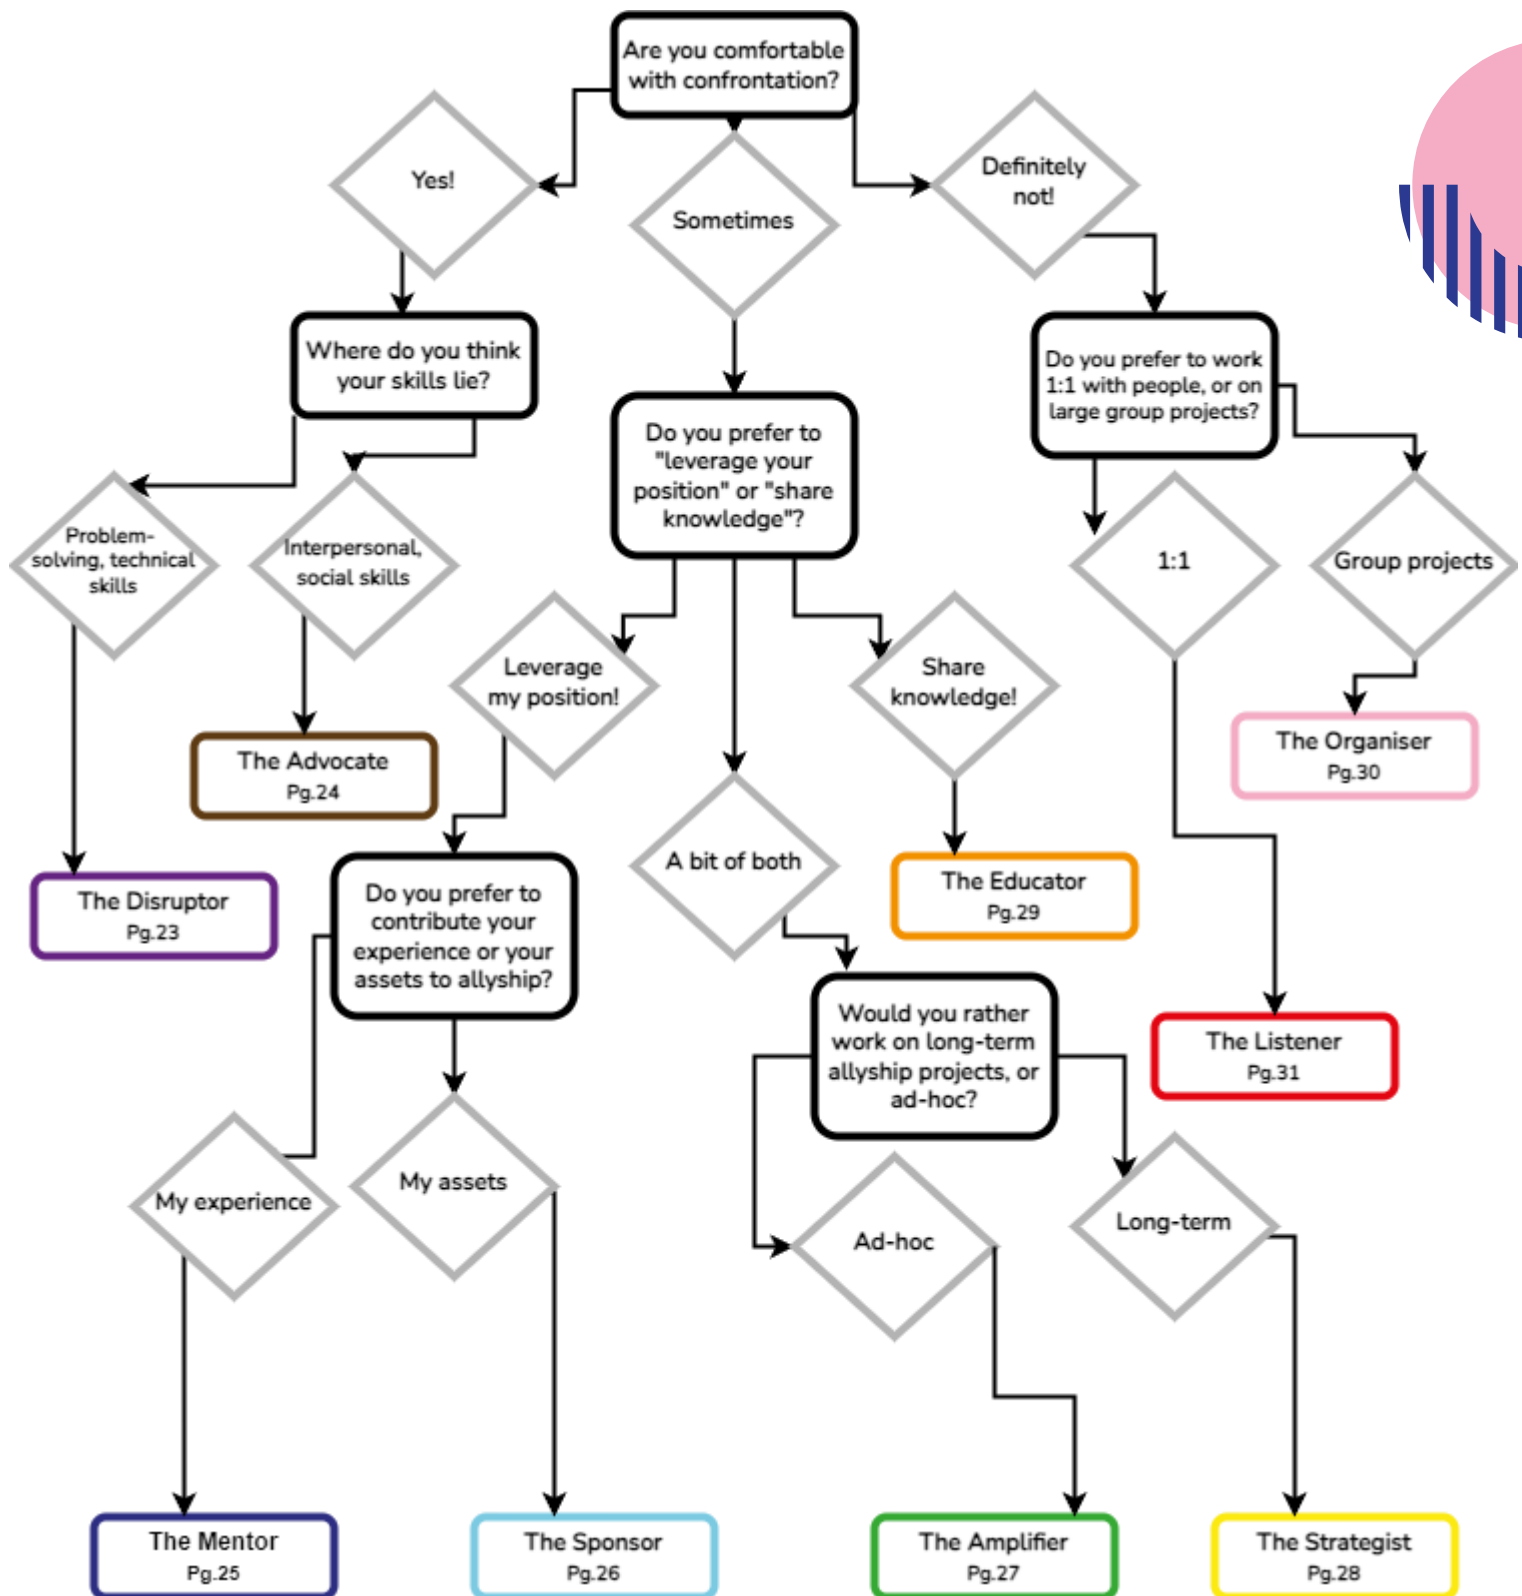 Are you comfortable
with confrontation?
Yes!
Sometimes
Definitely
not!
Where do you think
your skills lie?
Do you prefer to
"leverage your
position" or "share
knowledge"?
Do you prefer to work
1:1 with people, or on
large group projects?
Problem-
solving, technical
skills
Interpersonal,
social skills
Leverage
my position!
Share
knowledge!
1:1
Group projects
The Advocate
Pg.24
The Organiser
Pg.30
The Disruptor
Pg.23
Do you prefer to
contribute your
experience or your
assets to allyship?
A bit of both
The Educator
Pg.29
Would you rather
work on long-term
allyship projects, or
ad-hoc?
The Listener
Pg.31
My experience
My assets
Ad-hoc
Long-term
The Mentor
Pg.25
The Sponsor
Pg.26
The Amplifier
Pg.27
The Strategist
Pg.28